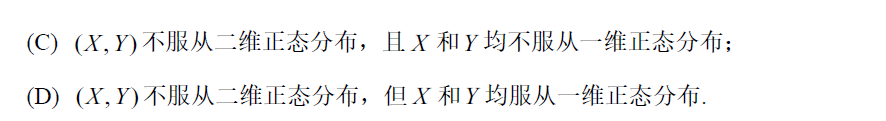 (C) (X, Y) 不服从二维正态分布，且 X 和 Y 均不服从一维正态分布；
(D) (X, Y) 不服从二维正态分布，但 X 和 Y 均服从一维正态分布.